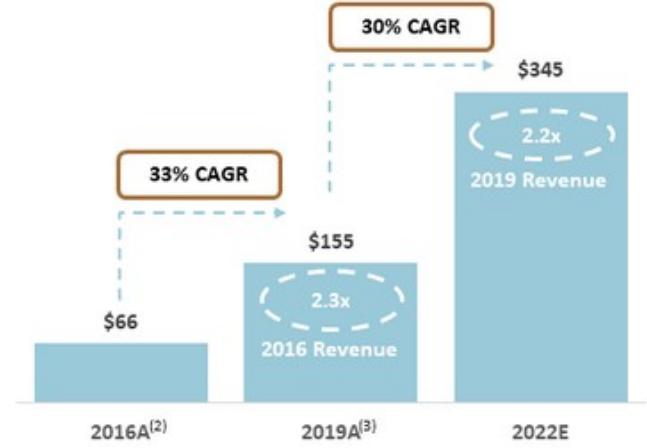 30% CAGR
$345
2.2x
2019 Revenue
33% CAGR
$155
2.3x
2016 Revenue
$66
2016A(2)
2019A(3)
2022E